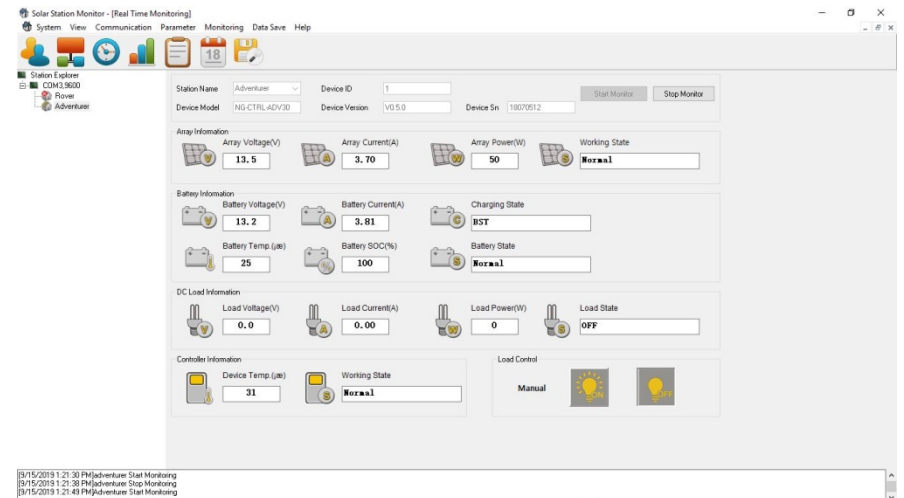 Solar Station Monitor - [Real Time Monitoring]
System View Communication Parameter Monitoring Data Save Help
18
Station Explorer
COM3,9600
Rover
Adventurer
Station Name Adventurer Device ID 1 Start Monitor Stop Monitor
Device Model NG-CTRL-ADV30 Device Version V0.5.0 Device Sn 18070512
Array Information
Array Voltage(V) Array Current(A) Array Power(W) Working State
V 13.5 A 3.70 W 50 S Normal
Battery Information
Battery Voltage(V) Battery Current(A) Charging State
V 13.2 A 3.81 C BST
Battery Temp.(µæ) Battery SOC(%) Battery State
25 % 100 S Normal
DC Load Information
Load Voltage(V) Load Current(A) Load Power(W) Load State
V 0.0 A 0.00 W 0 S OFF
Controller Information Load Control
Device Temp.(µæ) Working State
31 S Normal Manual ON OFF
[9/15/2019 1:21:30 PM]adventurer Start Monitoring
[9/15/2019 1:21:38 PM]adventurer Stop Monitoring
[9/15/2019 1:21:49 PM]Adventurer Start Monitoring